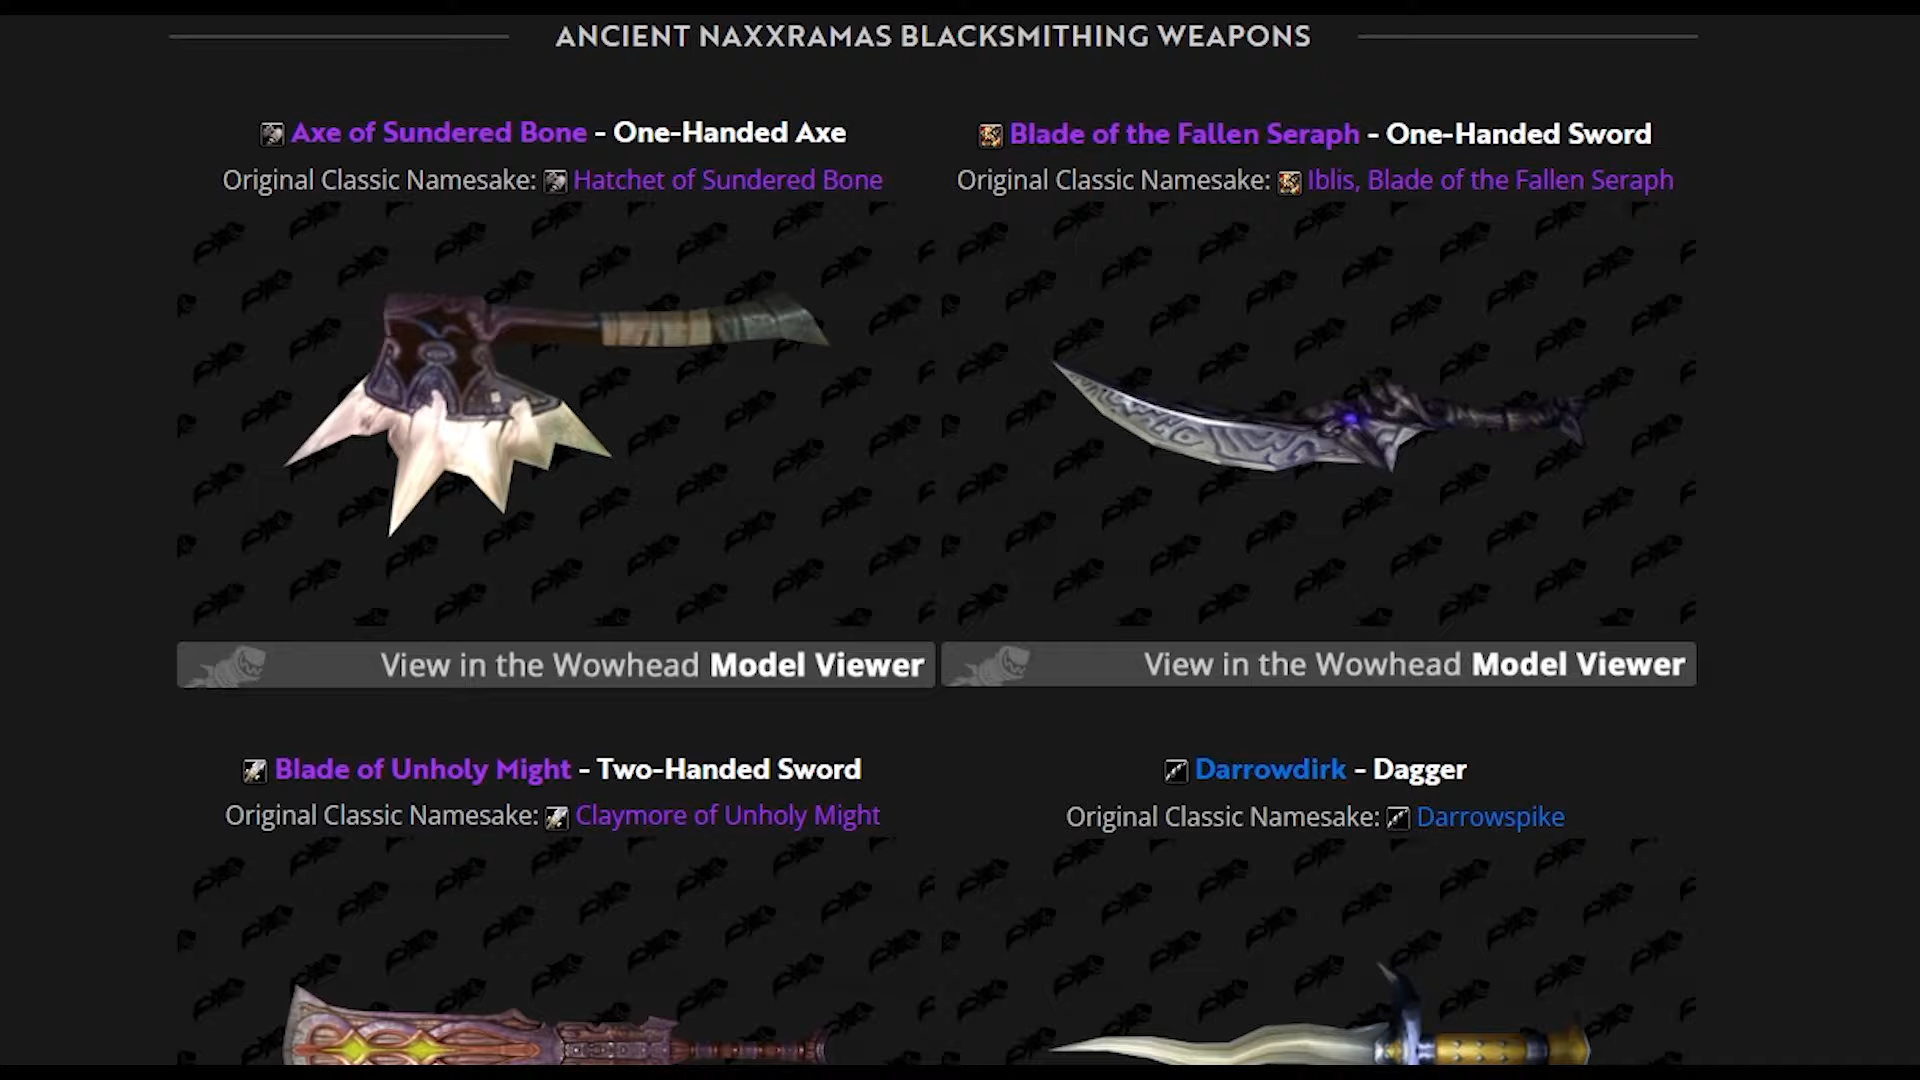 ANCIENT NAXXRAMAS BLACKSMITHING WEAPONS
Axe of Sundered Bone - One-Handed Axe
Original Classic Namesake: Hatchet of Sundered Bone
Blade of the Fallen Seraph - One-Handed Sword
Original Classic Namesake: Iblis, Blade of the Fallen Seraph
View in the Wowhead Model Viewer
View in the Wowhead Model Viewer
Blade of Unholy Might - Two-Handed Sword
Original Classic Namesake: Claymore of Unholy Might
Darrowdirk - Dagger
Original Classic Namesake: Darrowspike